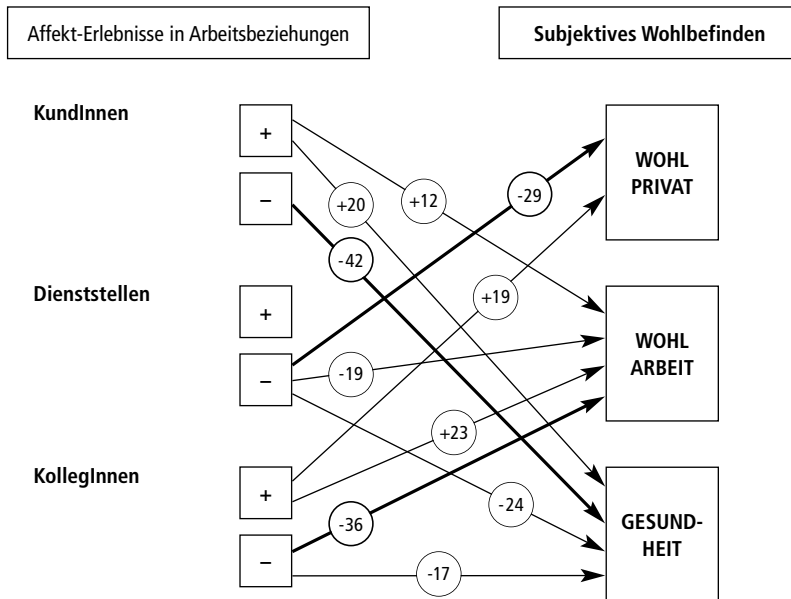 Affekt-Erlebnisse in Arbeitsbeziehungen
Subjektives Wohlbefinden
KundInnen
+
WOHL
PRIVAT
−
-29
+20
+12
-42
Dienststellen
+
+19
WOHL
ARBEIT
−
-19
+23
KollegInnen
+
-24
-36
GESUND-
HEIT
−
-17